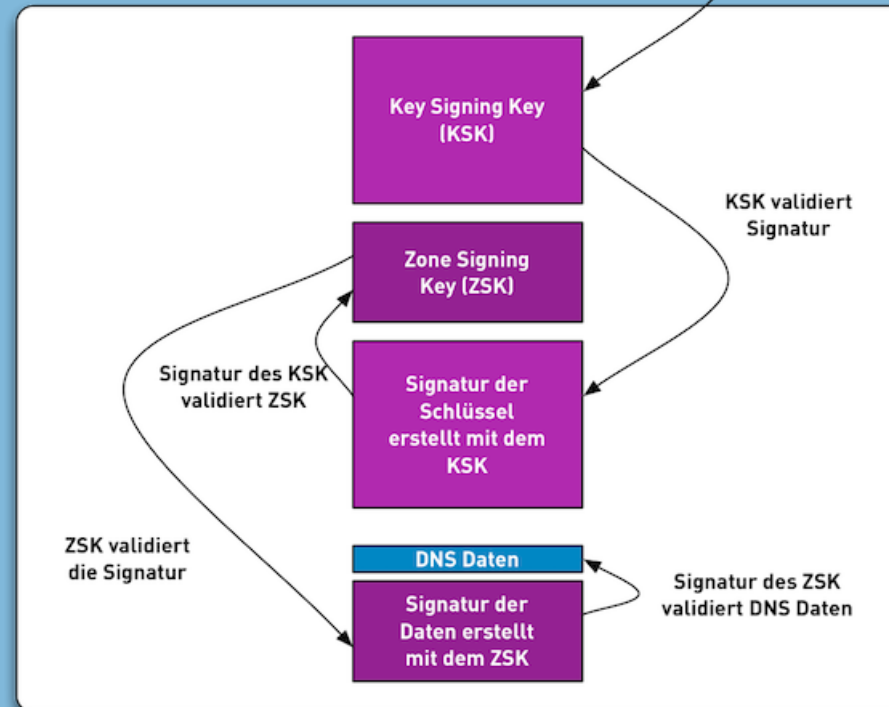 Key Signing Key
(KSK)
KSK validiert
Signatur
Zone Signing
Key (ZSK)
Signatur des KSK
validiert ZSK
Signatur der
Schlüssel
erstellt mit dem
KSK
ZSK validiert
die Signatur
DNS Daten
Signatur des ZSK
validiert DNS Daten
Signatur der
Daten erstellt
mit dem ZSK